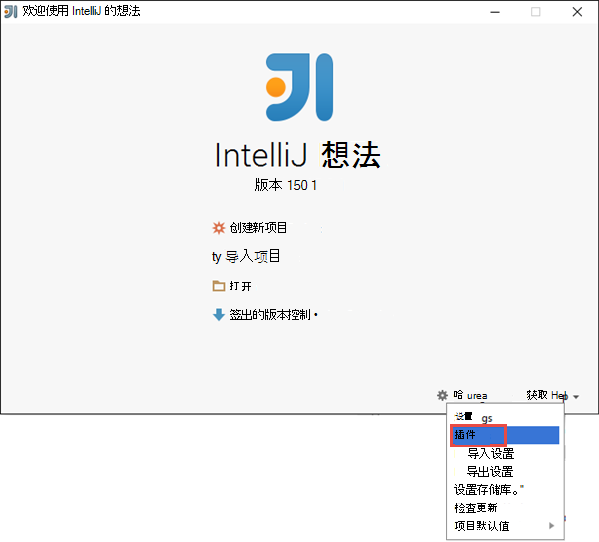 欢迎使用 IntelliJ 的想法
IntelliJ 想法
版本 150 1
创建新项目
ty 导入项目
打开
签出的版本控制 •
哈 urea 获取 Help
设置 gs
插件
导入设置
导出设置
设置存储库。"
检查更新
项目默认值